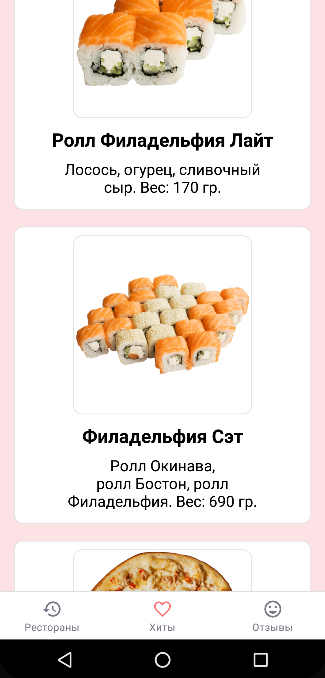 Ролл Филадельфия Лайт
Лосось, огурец, сливочный
сыр. Вес: 170 гр.
Филадельфия Сэт
Ролл Окинава,
ролл Бостон, ролл
Филадельфия. Вес: 690 гр.
Рестораны
Хиты
Отзывы